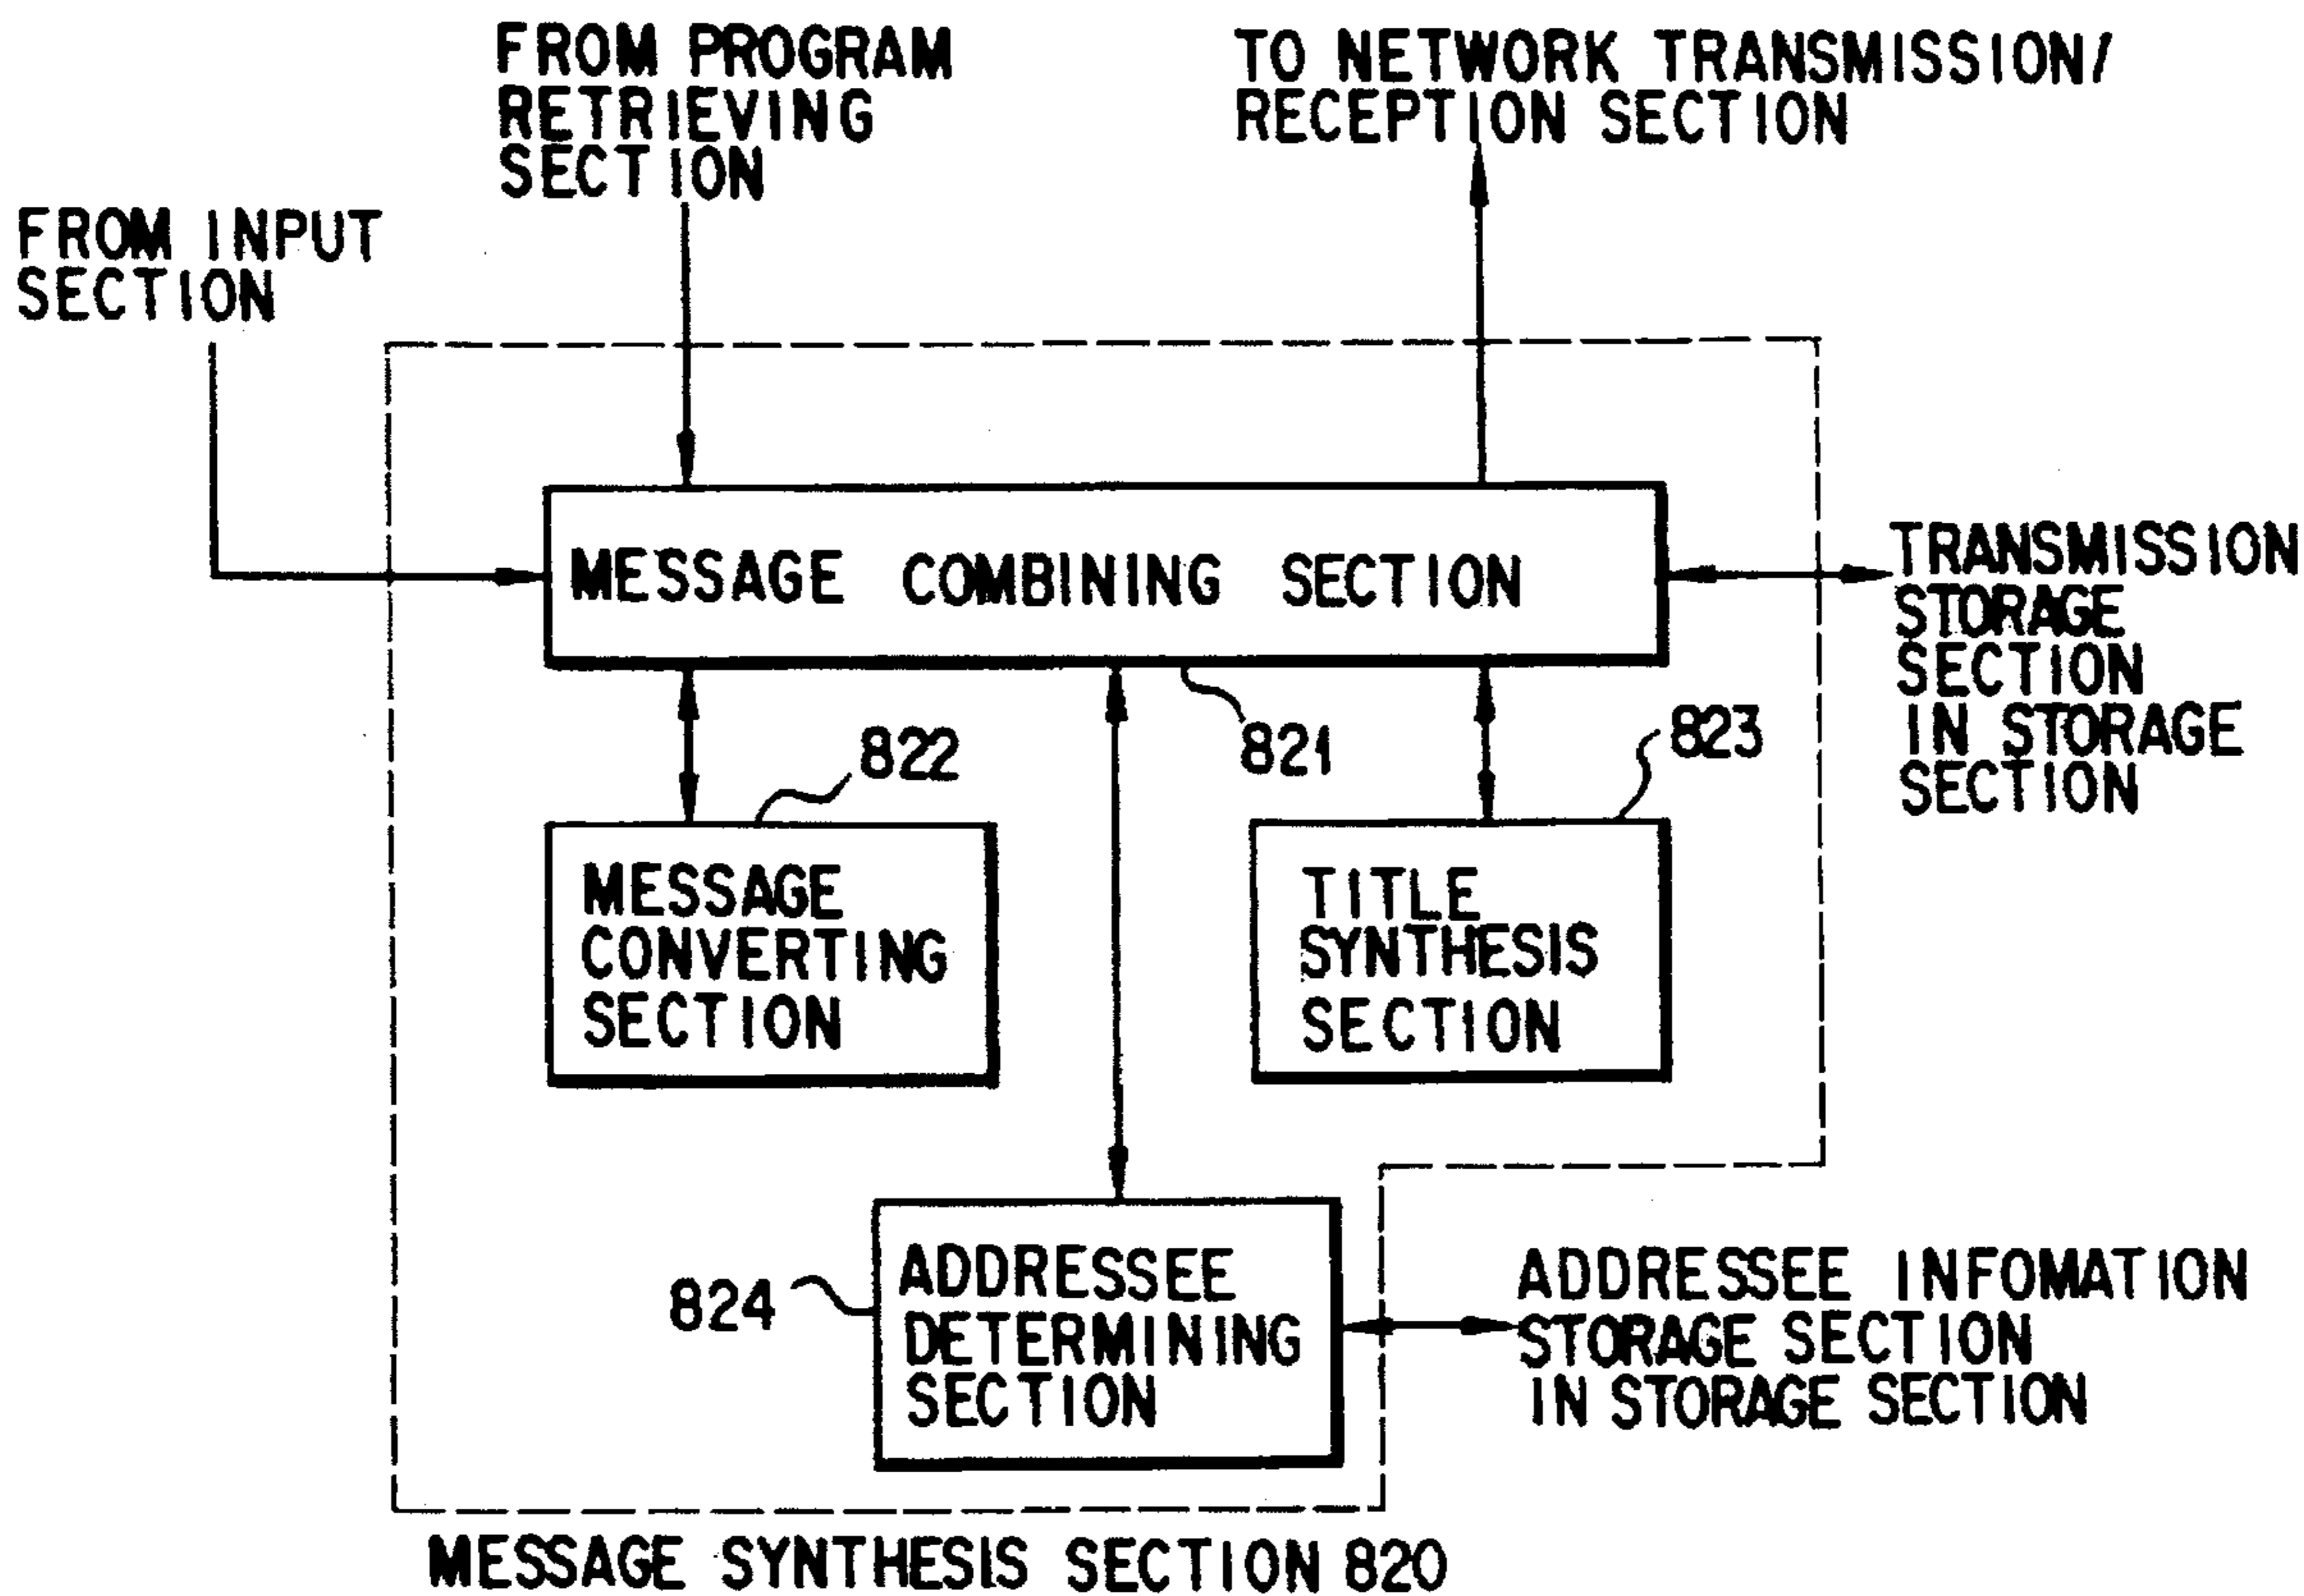 FROM PROGRAM
RETRIEVING
SECTION
TO NETWORK TRANSMISSION/
RECEPTION SECTION
FROM INPUT
SECTION
MESSAGE COMBINING SECTION
TRANSMISSION
STORAGE
SECTION
IN STORAGE
SECTION
822
821
823
MESSAGE
CONVERTING
SECTION
TITLE
SYNTHESIS
SECTION
824
ADDRESSEE
DETERMINING
SECTION
ADDRESSEE INFOMATION
STORAGE SECTION
IN STORAGE SECTION
MESSAGE SYNTHESIS SECTION 820